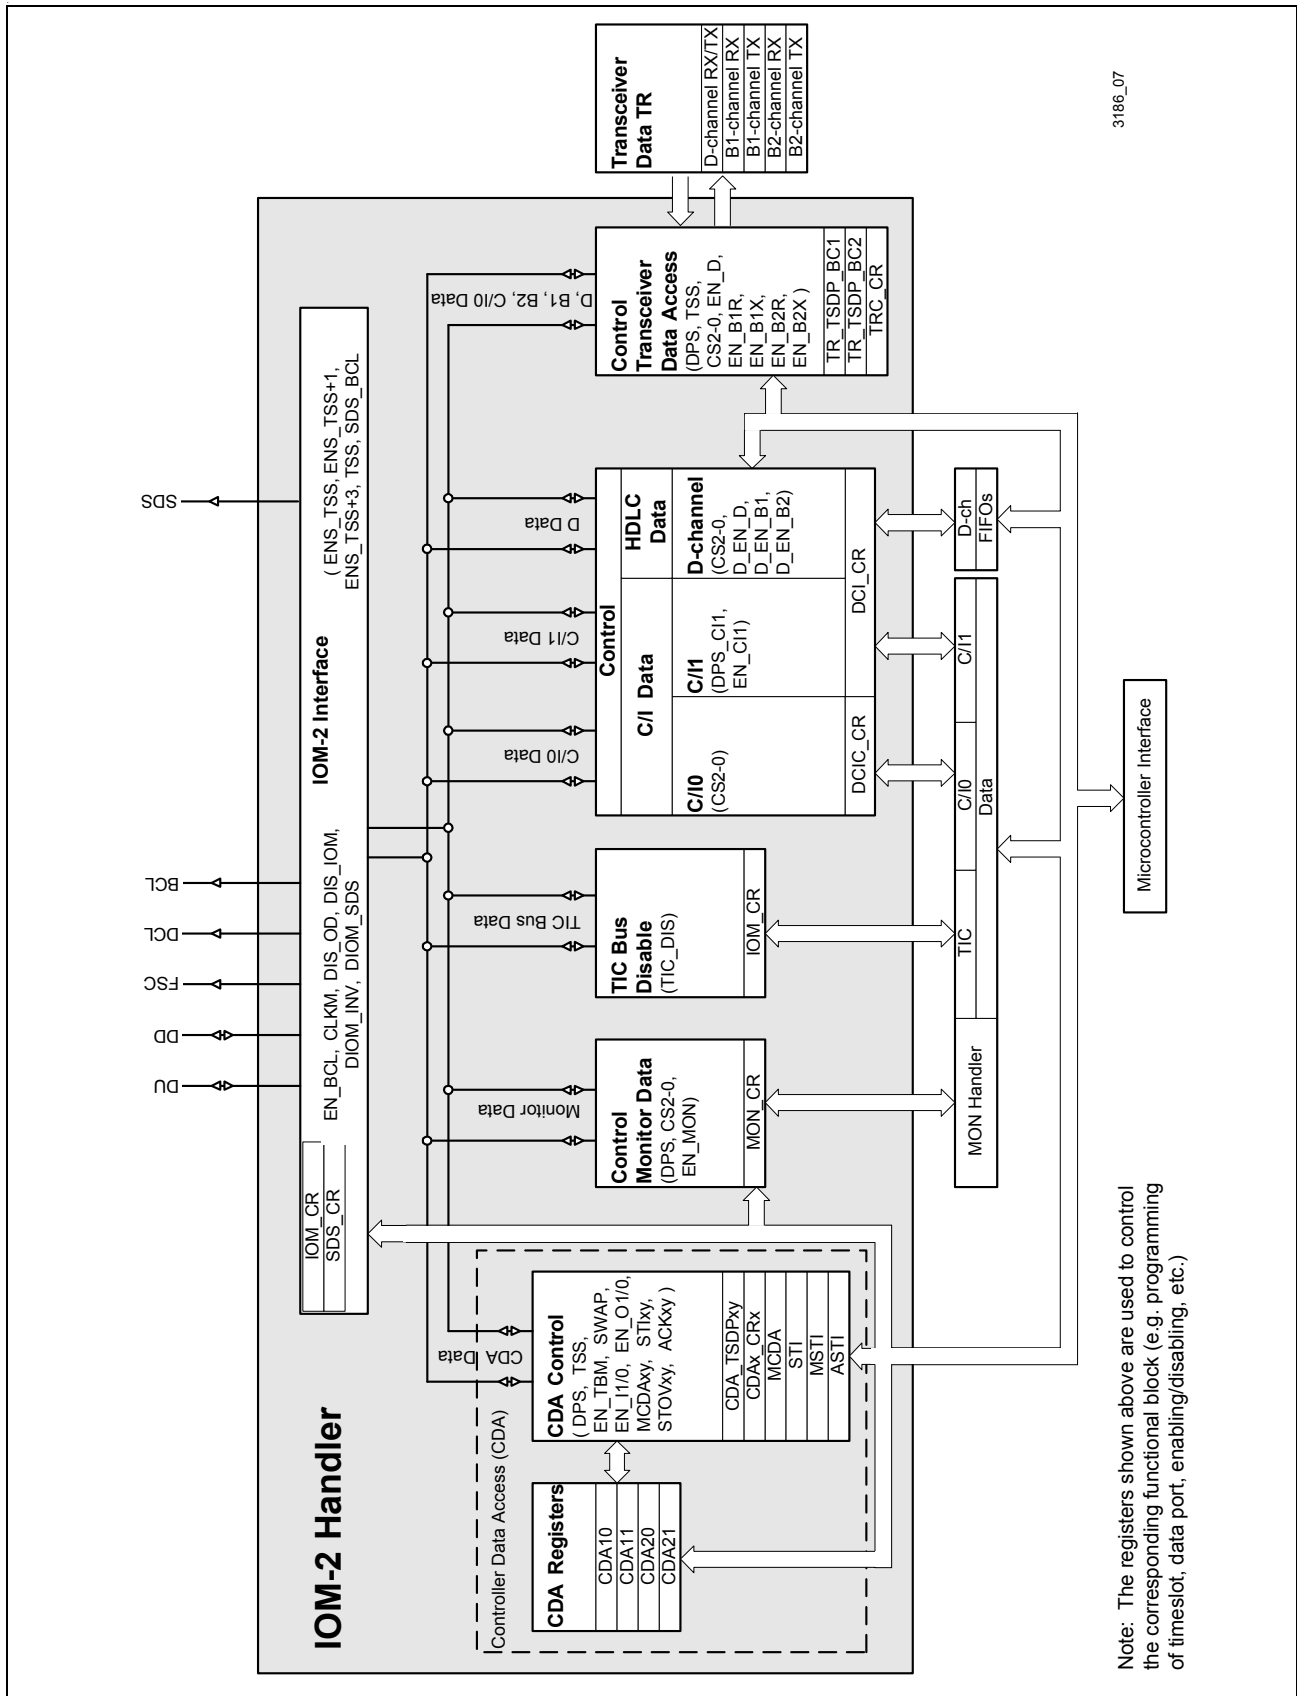 IOM-2 Handler
SDS
BCL
DCL
FSC
DD
DU
IOM_CR
SDS_CR
IOM-2 Interface
EN_BCL, CLKM, DIS_OD, DIS_IOM,
DIOM_INV, DIOM_SDS
( ENS_TSS, ENS_TSS+1,
ENS_TSS+3, TSS, SDS_BCL
Controller Data Access (CDA)
CDA Data
Monitor Data
TIC Bus Data
C/I0 Data
C/I1 Data
D Data
D, B1, B2, C/I0 Data
CDA Registers
CDA10
CDA11
CDA20
CDA21
CDA Control
( DPS, TSS,
EN_TBM, SWAP,
EN_I1/0, EN_O1/0,
MCDAxy, STIxy,
STOVxy, ACKxy )
CDA_TSDPxy
CDAx_CRx
MCDA
STI
MSTI
ASTI
Control
Monitor Data
(DPS, CS2-0,
EN_MON)
MON_CR
TIC Bus
Disable
(TIC_DIS)
IOM_CR
Control
C/I Data
HDLC
Data
C/I0
(CS2-0)
C/I1
(DPS_CI1,
EN_CI1)
D-channel
(CS2-0,
D_EN_D,
D_EN_B1,
D_EN_B2)
DCIC_CR
DCI_CR
Control
Transceiver
Data Access
(DPS, TSS,
CS2-0, EN_D,
EN_B1R,
EN_B1X,
EN_B2R,
EN_B2X )
TR_TSDP_BC1
TR_TSDP_BC2
TRC_CR
Transceiver
Data TR
D-channel RX/TX
B1-channel RX
B1-channel TX
B2-channel RX
B2-channel TX
MON Handler
TIC
C/I0
C/I1
Data
D-ch
FIFOs
Microcontroller Interface
Note: The registers shown above are used to control
the corresponding functional block (e.g. programming
of timeslot, data port, enabling/disabling, etc.)
3186_07